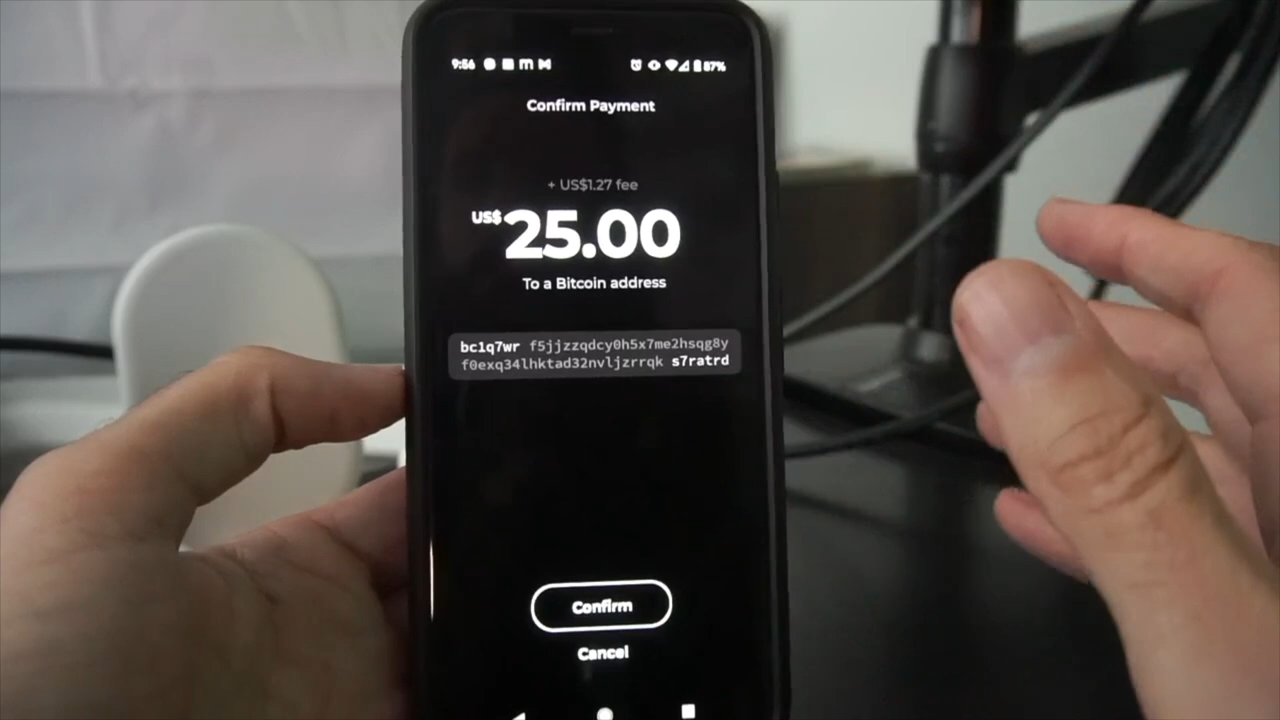 9:56 87%
Confirm Payment
+ US$1.27 fee
US$25.00
To a Bitcoin address
bc1q7wr f5jjzzqdcy0h5x7me2hsqg8y
f0exq34lhktad32nvljzrrqk s7ratrd
Confirm
Cancel